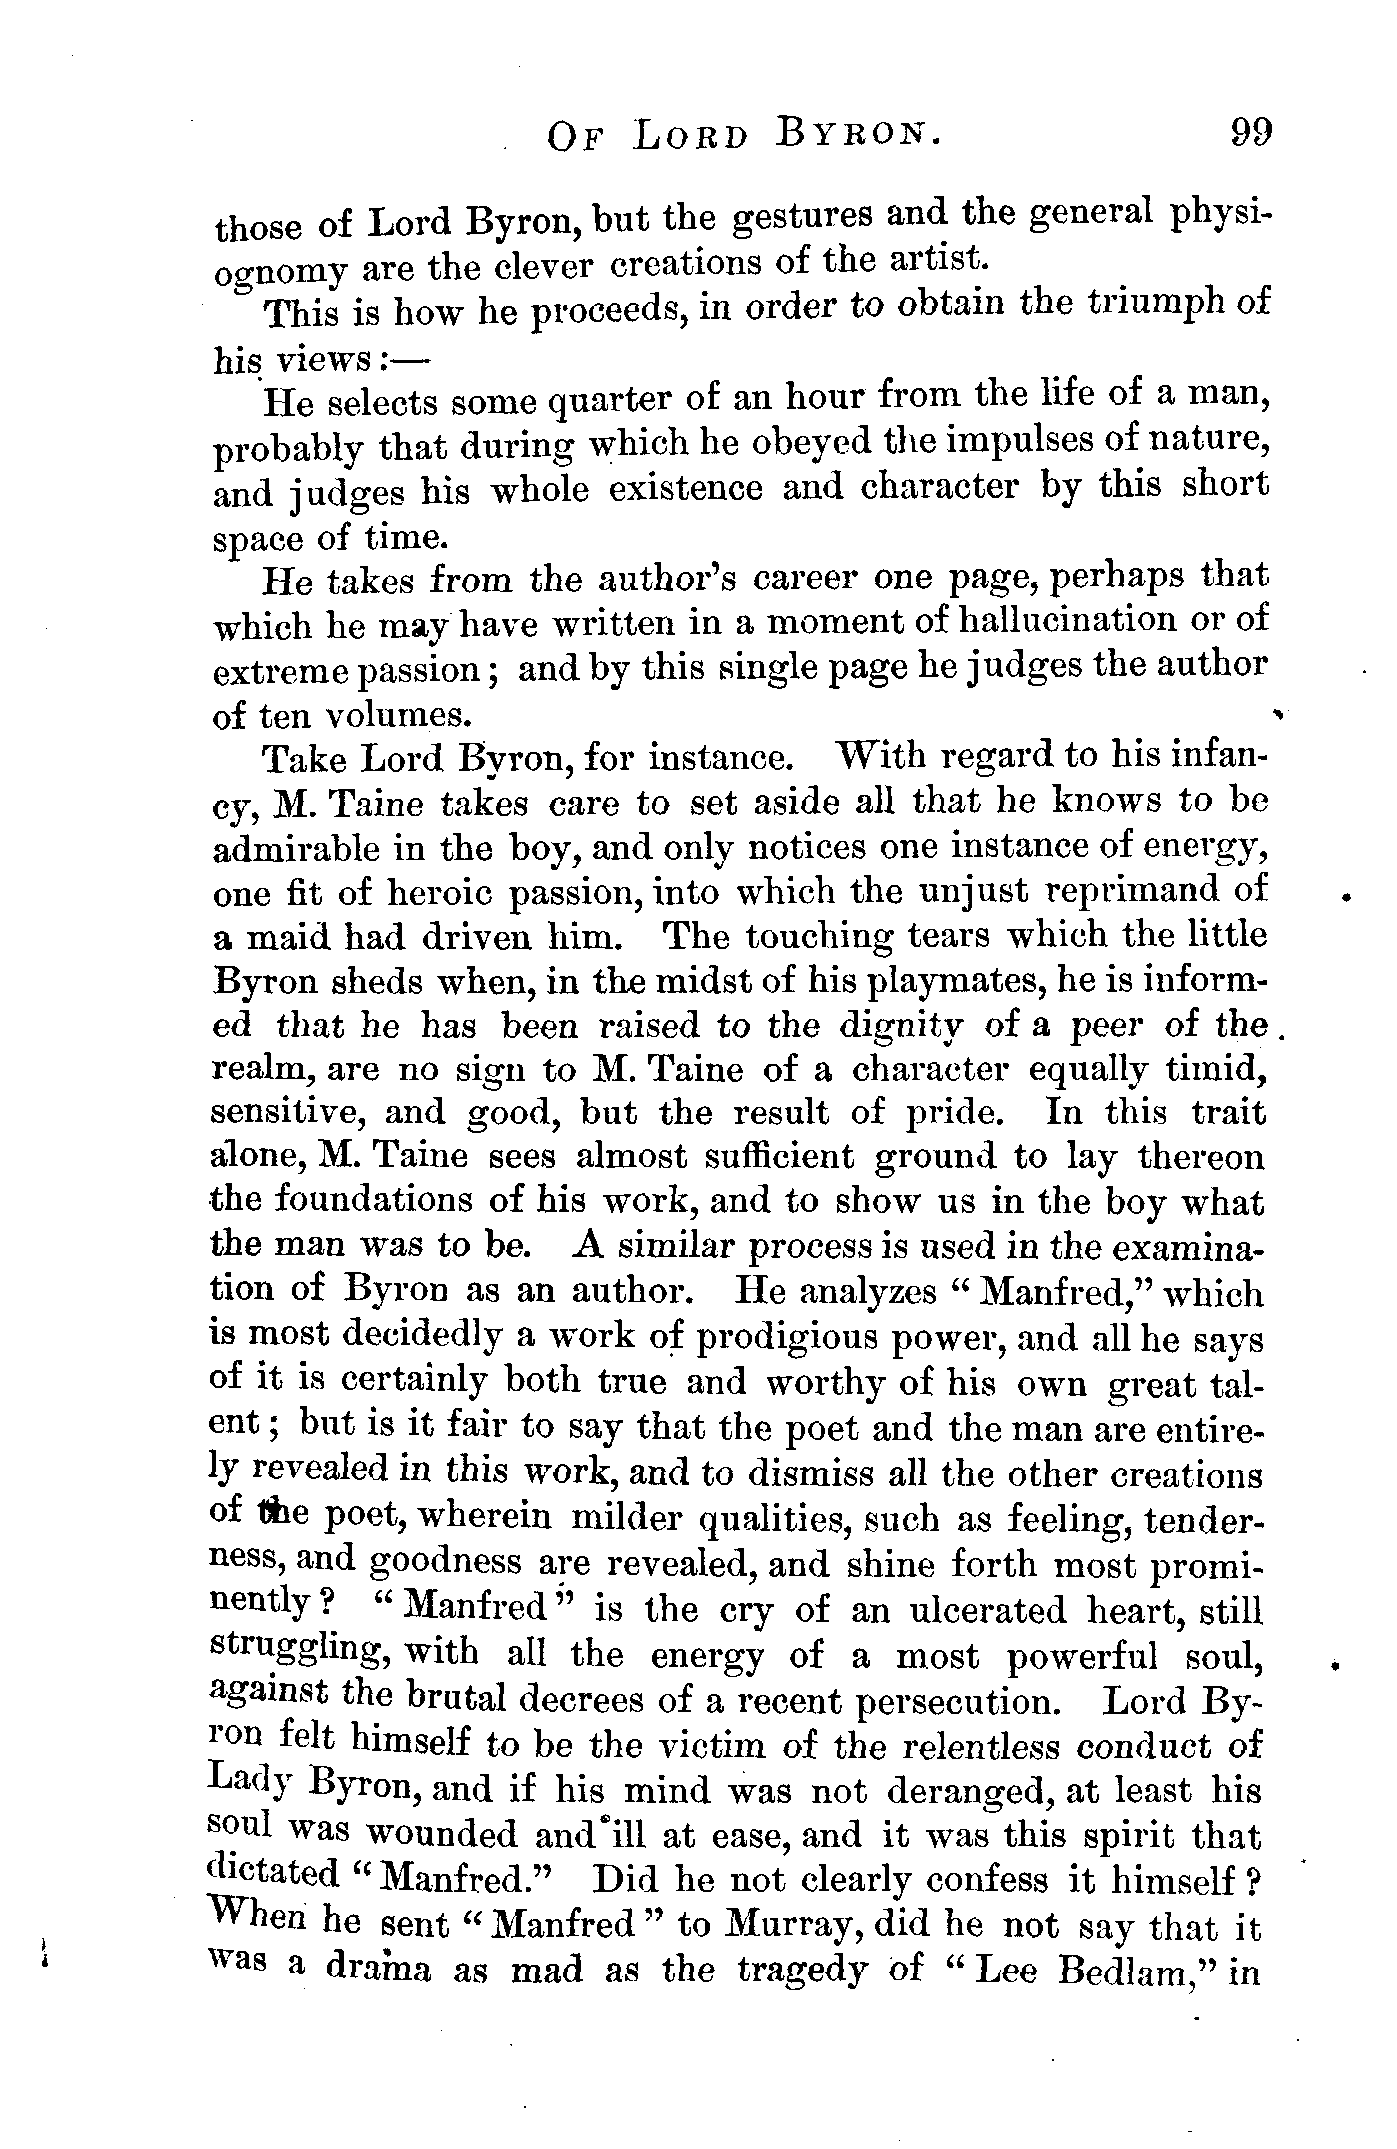 OF LORD BYRON. 99
those of Lord Byron, but the gestures and the general physi-
ognomy are the clever creations of the artist.
This is how he proceeds, in order to obtain the triumph of
his views:—
He selects some quarter of an hour from the life of a man,
probably that during which he obeyed the impulses of nature,
and judges his whole existence and character by this short
space of time.
He takes from the author's career one page, perhaps that
which he may have written in a moment of hallucination or of
extreme passion; and by this single page he judges the author
of ten volumes.
Take Lord Byron, for instance. With regard to his infan-
cy, M. Taine takes care to set aside all that he knows to be
admirable in the boy, and only notices one instance of energy,
one fit of heroic passion, into which the unjust reprimand of
a maid had driven him. The touching tears which the little
Byron sheds when, in the midst of his playmates, he is inform-
ed that he has been raised to the dignity of a peer of the
realm, are no sign to M. Taine of a character equally timid,
sensitive, and good, but the result of pride. In this trait
alone, M. Taine sees almost sufficient ground to lay thereon
the foundations of his work, and to show us in the boy what
the man was to be. A similar process is used in the examina-
tion of Byron as an author. He analyzes "Manfred," which
is most decidedly a work of prodigious power, and all he says
of it is certainly both true and worthy of his own great tal-
ent; but is it fair to say that the poet and the man are entire-
ly revealed in this work, and to dismiss all the other creations
of the poet, wherein milder qualities, such as feeling, tender-
ness, and goodness are revealed, and shine forth most promi-
nently? "Manfred" is the cry of an ulcerated heart, still
struggling, with all the energy of a most powerful soul,
against the brutal decrees of a recent persecution. Lord By-
ron felt himself to be the victim of the relentless conduct of
Lady Byron, and if his mind was not deranged, at least his
soul was wounded and ill at ease, and it was this spirit that
dictated "Manfred." Did he not clearly confess it himself?
When he sent "Manfred" to Murray, did he not say that it
was a drama as mad as the tragedy of "Lee Bedlam," in